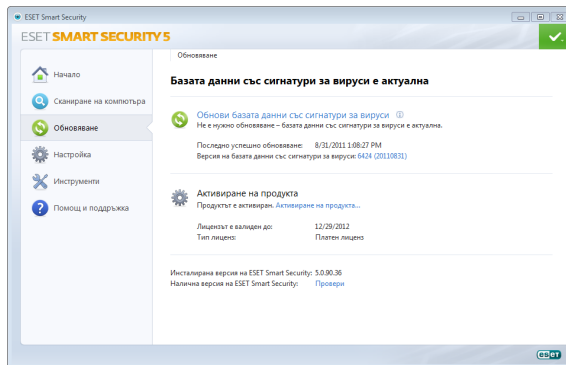 ESET Smart Security
ESET SMART SECURITY 5
Начало
Сканиране на компютъра
Обновяване
Настройка
Инструменти
Помощ и поддръжка
Обновяване
Базата данни със сигнатури за вируси е актуална
Обнови базата данни със сигнатури за вируси
Не е нужно обновяване – базата данни със сигнатури за вируси е актуална.
Последно успешно обновяване: 8/31/2011 1:08:27 PM
Версия на базата данни със сигнатури за вируси: 6424 (20110831)
Активиране на продукта
Продуктът е активиран. Активиране на продукта...
Лицензът е валиден до: 12/29/2012
Тип лиценз: Платен лиценз
Инсталирана версия на ESET Smart Security: 5.0.90.36
Налична версия на ESET Smart Security: Провери
eset